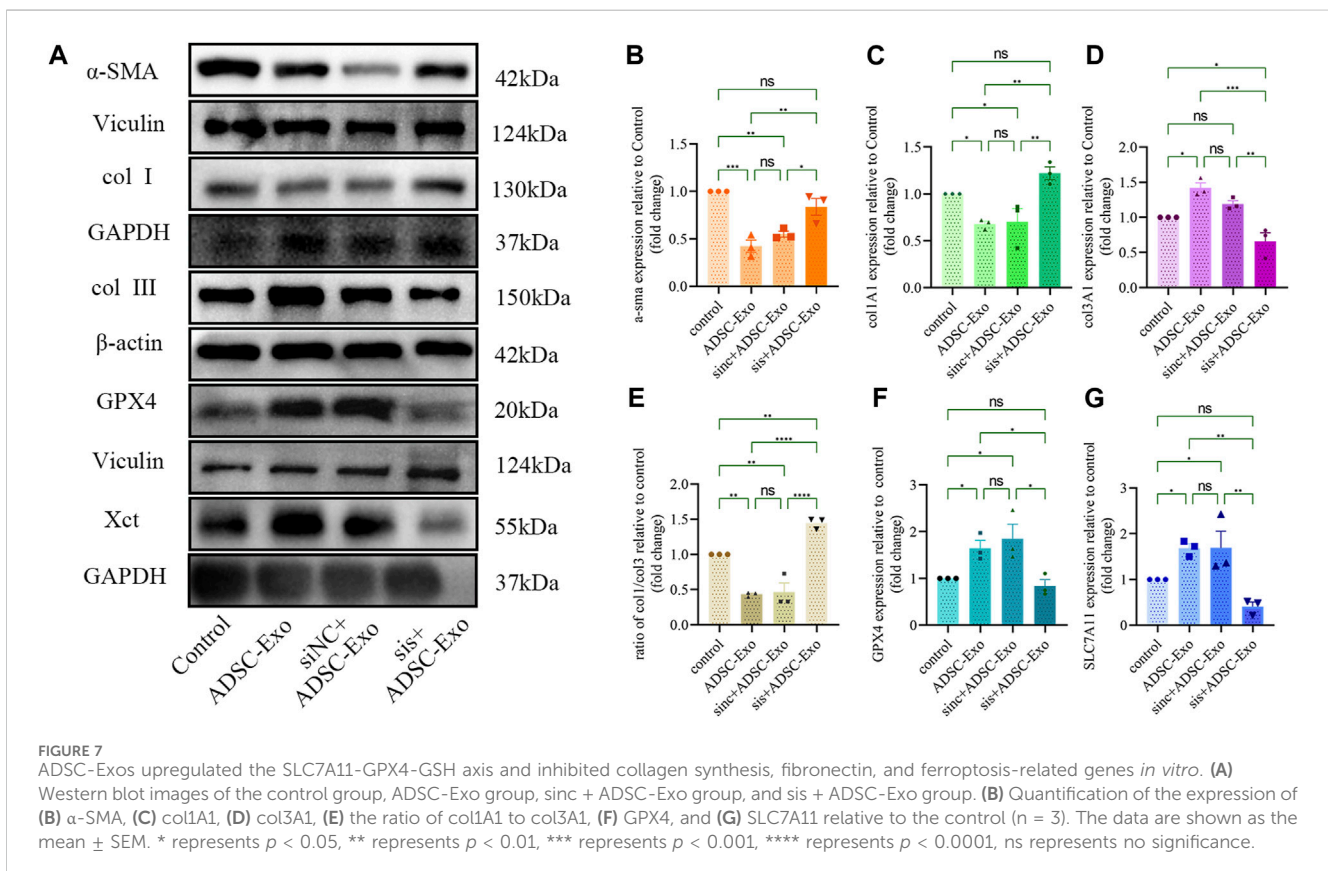 A
α-SMA
42kDa
Viculin
124kDa
col I
130kDa
GAPDH
37kDa
col III
150kDa
β-actin
42kDa
GPX4
20kDa
Viculin
124kDa
Xct
55kDa
GAPDH
37kDa
Control
ADSC-Exo
siNC+
ADSC-Exo
sis+
ADSC-Exo
B
a-sma expression relative to Control
(fold change)
1.5
1.0
0.5
0.0
ns
**
**
***
ns
*
control
ADSC-Exo
sinc+ADSC-Exo
sis+ADSC-Exo
C
col1A1 expression relative to Control
(fold change)
1.5
1.0
0.5
0.0
ns
**
*
*
ns
**
control
ADSC-Exo
sinc+ADSC-Exo
sis+ADSC-Exo
D
col3A1 expression relative to Control
(fold change)
2.0
1.5
1.0
0.5
0.0
*
***
ns
*
ns
**
control
ADSC-Exo
sinc+ADSC-Exo
sis+ADSC-Exo
E
ratio of col1/col3 relative to control
(fold change)
2.0
1.5
1.0
0.5
0.0
**
****
**
**
ns
****
control
ADSC-Exo
sinc+ADSC-Exo
sis+ADSC-Exo
F
GPX4 expression relative to control
(fold change)
3
2
1
0
ns
*
*
*
ns
*
control
ADSC-Exo
sinc+ADSC-Exo
sis+ADSC-Exo
G
SLC7A11 expression relative to control
(fold change)
3
2
1
0
ns
**
*
*
ns
**
control
ADSC-Exo
sinc+ADSC-Exo
sis+ADSC-Exo
FIGURE 7
ADSC-Exos upregulated the SLC7A11-GPX4-GSH axis and inhibited collagen synthesis, fibronectin, and ferroptosis-related genes in vitro. (A)
Western blot images of the control group, ADSC-Exo group, sinc + ADSC-Exo group, and sis + ADSC-Exo group. (B) Quantification of the expression of
(B) α-SMA, (C) col1A1, (D) col3A1, (E) the ratio of col1A1 to col3A1, (F) GPX4, and (G) SLC7A11 relative to the control (n = 3). The data are shown as the
mean ± SEM. * represents p < 0.05, ** represents p < 0.01, *** represents p < 0.001, **** represents p < 0.0001, ns represents no significance.